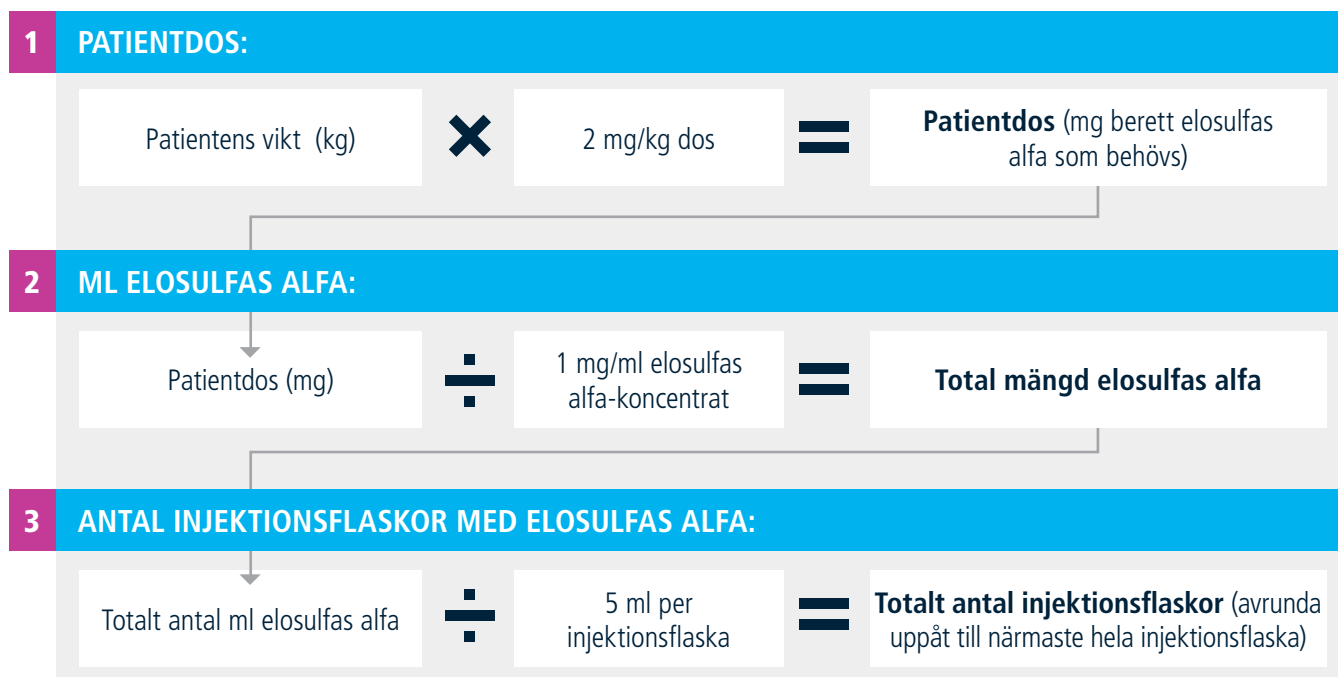 1 PATIENTDOS:
Patientens vikt (kg) × 2 mg/kg dos = Patientdos (mg berett elosulfas
alfa som behövs)
2 ML ELOSULFAS ALFA:
Patientdos (mg) ÷ 1 mg/ml elosulfas
alfa-koncentrat = Total mängd elosulfas alfa
3 ANTAL INJEKTIONSFLASKOR MED ELOSULFAS ALFA:
Totalt antal ml elosulfas alfa ÷ 5 ml per
injektionsflaska = Totalt antal injektionsflaskor (avrunda
uppåt till närmaste hela injektionsflaska)